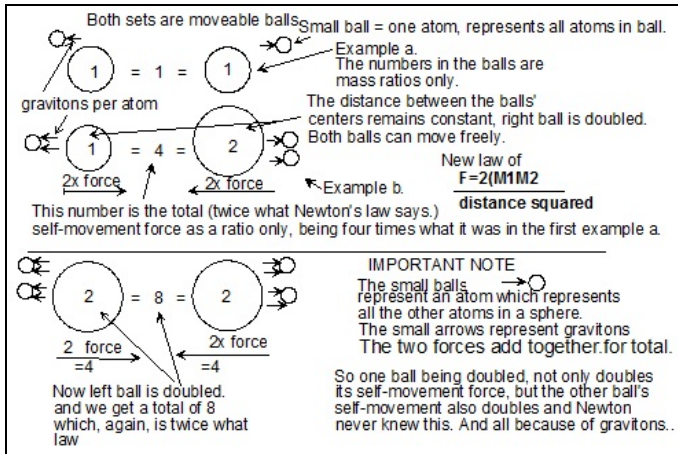 Both sets are moveable balls.
Small ball = one atom, represents all atoms in ball.
Example a.
The numbers in the balls are
mass ratios only.
1 = 1 = 1
gravitons per atom
The distance between the balls'
centers remains constant, right ball is doubled.
Both balls can move freely.
1 = 4 = 2
2x force
2x force
Example b.
New law of
F=2(M1M2
distance squared
This number is the total (twice what Newton's law says.)
self-movement force as a ratio only, being four times what it was in the first example a.
2 = 8 = 2
2 force
=4
2x force
=4
Now left ball is doubled.
and we get a total of 8
which, again, is twice what
law
IMPORTANT NOTE
The small balls
represent an atom which represents
all the other atoms in a sphere.
The small arrows represent gravitons
The two forces add together.for total.
So one ball being doubled, not only doubles
its self-movement force, but the other ball's
self-movement also doubles and Newton
never knew this. And all because of gravitons..